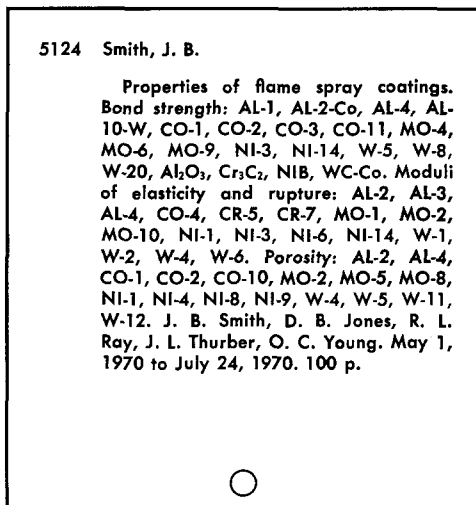 5124 Smith, J. B.
Properties of flame spray coatings.
Bond strength: AL-1, AL-2-Co, AL-4, AL-
10-W, CO-1, CO-2, CO-3, CO-11, MO-4,
MO-6, MO-9, NI-3, NI-14, W-5, W-8,
W-20, Al₂O₃, Cr₃C₂, NIB, WC-Co. Moduli
of elasticity and rupture: AL-2, AL-3,
AL-4, CO-4, CR-5, CR-7, MO-1, MO-2,
MO-10, NI-1, NI-3, NI-6, NI-14, W-1,
W-2, W-4, W-6. Porosity: AL-2, AL-4,
CO-1, CO-2, CO-10, MO-2, MO-5, MO-8,
NI-1, NI-4, NI-8, NI-9, W-4, W-5, W-11,
W-12. J. B. Smith, D. B. Jones, R. L.
Ray, J. L. Thurber, O. C. Young. May 1,
1970 to July 24, 1970. 100 p.